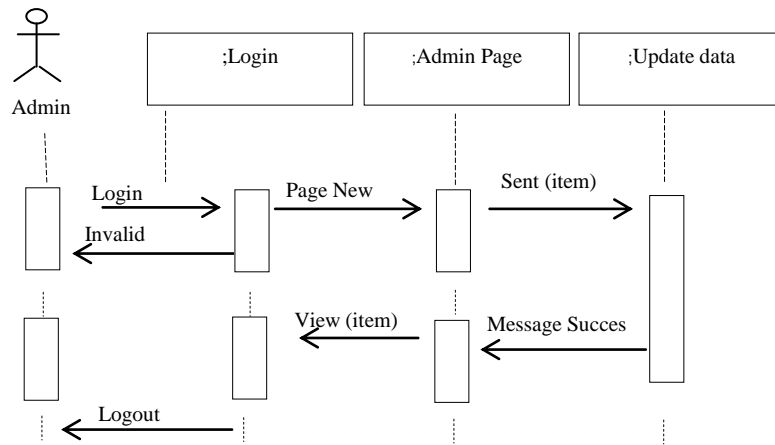 ;Login
;Admin Page
;Update data
Admin
Login
Page New
Sent (item)
Invalid
View (item)
Message Succes
Logout